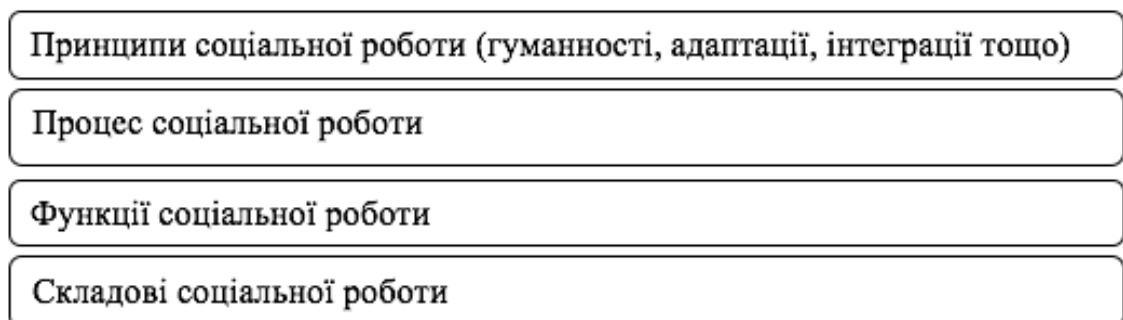 Принципи соціальної роботи (гуманності, адаптації, інтеграції тощо)
Процес соціальної роботи
Функції соціальної роботи
Складові соціальної роботи